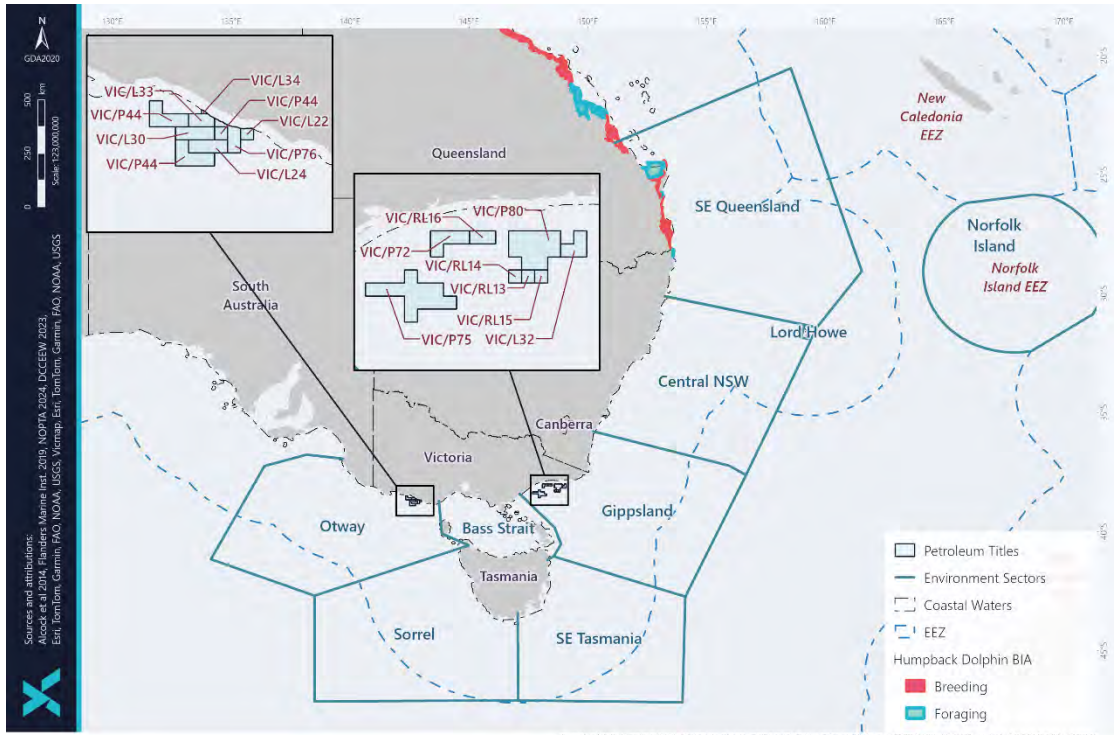 130°E
135°E
140°E
145°E
150°E
155°E
160°E
165°E
170°E
N
GDA2020
km
500
250
0
Scale: 1:23,000,000
Sources and attributions:
Alcock et al 2014, Flanders Marine Inst. 2019, NOPTA 2024, DCCEEW 2023,
Esri, TomTom, Garmin, FAO, NOAA, USGS, Vicmap, Esri, TomTom, Garmin, FAO, NOAA, USGS
VIC/L34
VIC/L33
VIC/P44
VIC/P44
VIC/L22
VIC/L30
VIC/P76
VIC/P44
VIC/L24
20°S
New
Caledonia
EEZ
Queensland
25°S
VIC/RL16
VIC/P80
SE Queensland
VIC/P72
Norfolk
Island
VIC/RL14
Norfolk
Island EEZ
South
Australia
VIC/RL13
VIC/RL15
VIC/P75
VIC/L32
Lord Howe
Central NSW
35°S
Canberra
Victoria
Gippsland
Otway
Bass Strait
Tasmania
Sorrel
SE Tasmania
45°S
Petroleum Titles
Environment Sectors
Coastal Waters
EEZ
Humpback Dolphin BIA
Breeding
Foraging